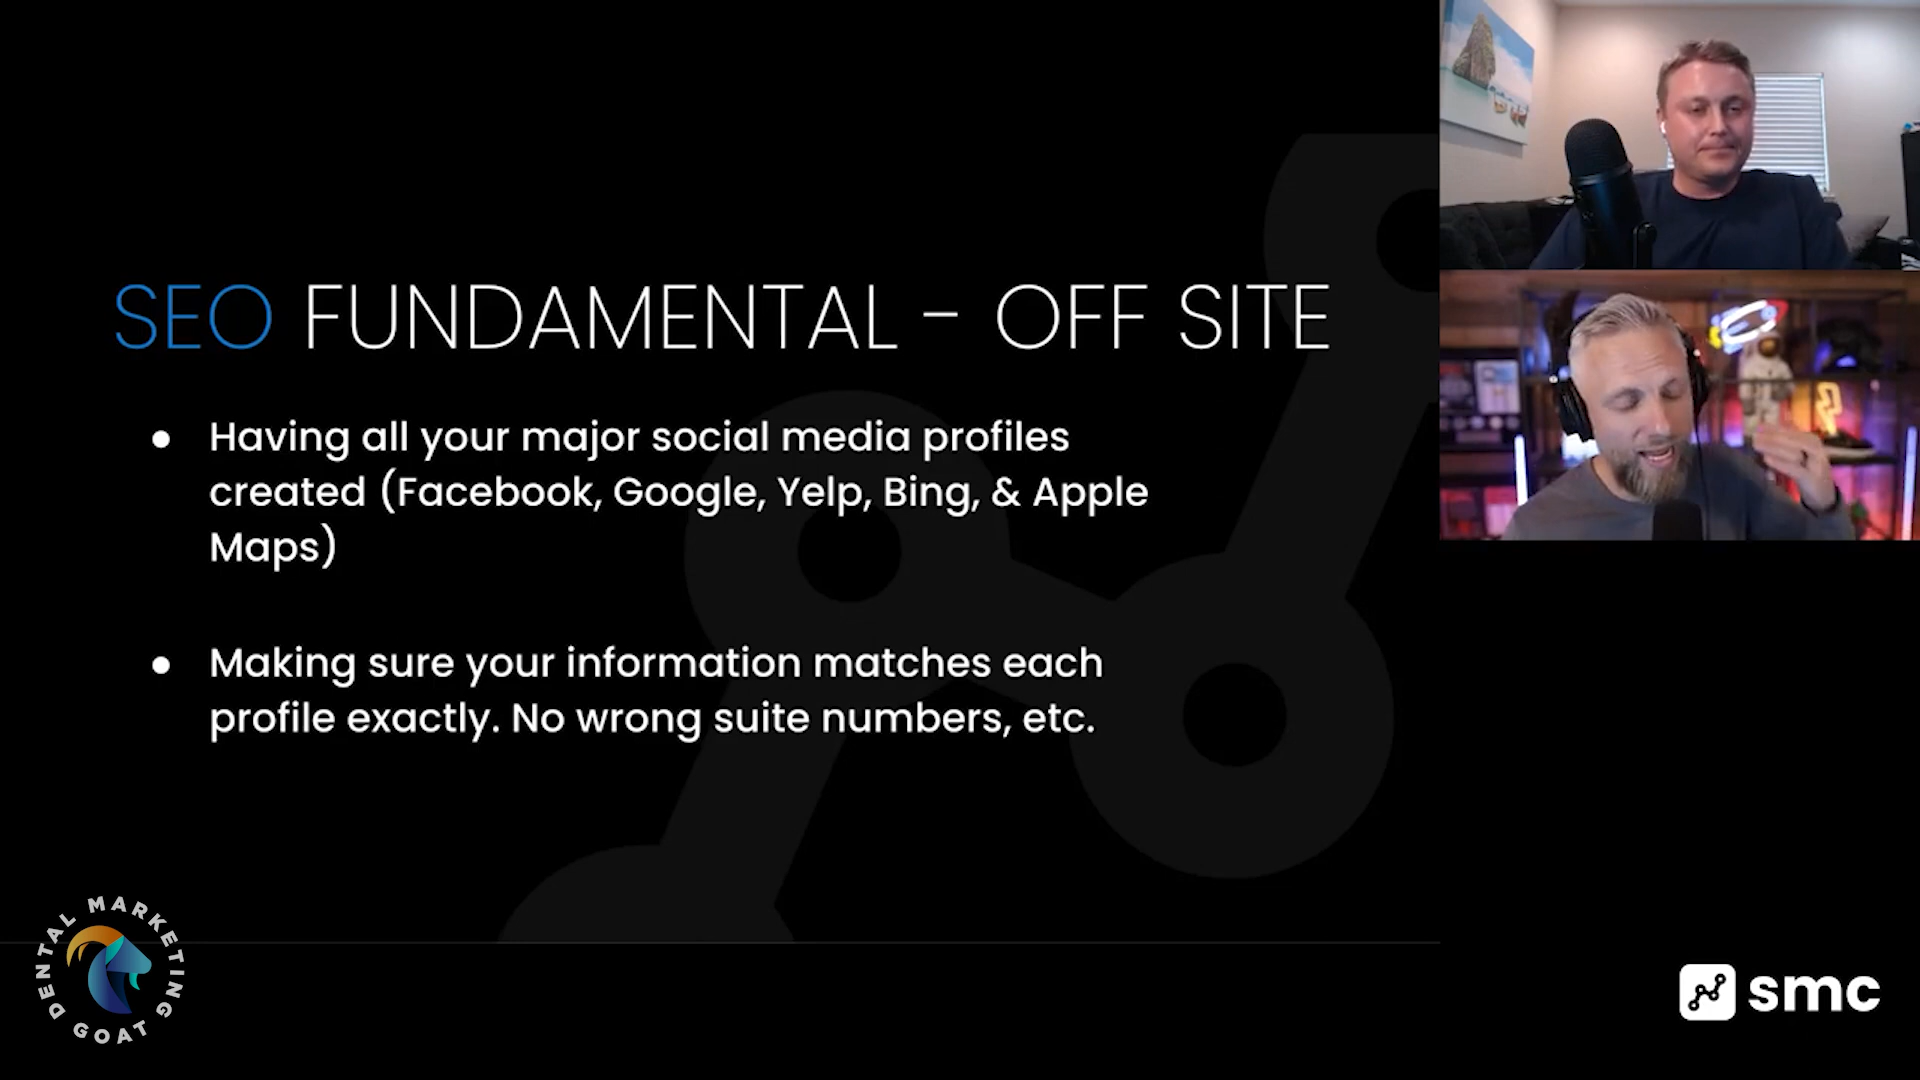 SEO FUNDAMENTAL - OFF SITE
● Having all your major social media profiles
created (Facebook, Google, Yelp, Bing, & Apple
Maps)
● Making sure your information matches each
profile exactly. No wrong suite numbers, etc.
DENTAL MARKETING
GOAT
smc